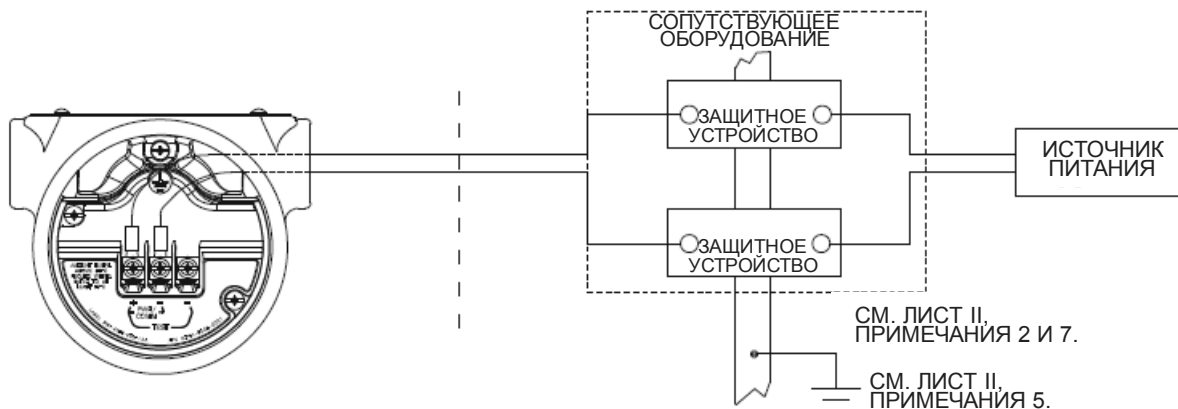 СОПУТСТВУЮЩЕЕ
ОБОРУДОВАНИЕ
ЗАЩИТНОЕ
УСТРОЙСТВО
ИСТОЧНИК
ПИТАНИЯ
ЗАЩИТНОЕ
УСТРОЙСТВО
СМ. ЛИСТ II,
ПРИМЕЧАНИЯ 2 И 7.
СМ. ЛИСТ II,
ПРИМЕЧАНИЯ 5.
TEST